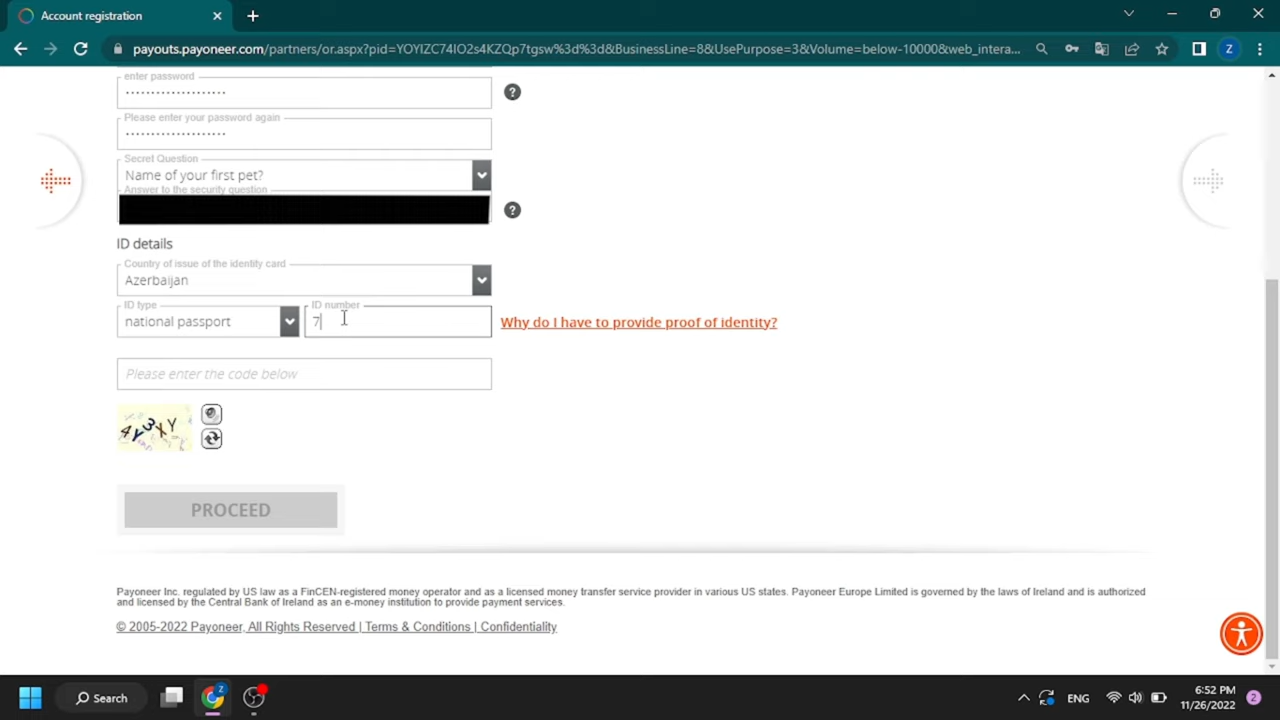 Account registration
payouts.payoneer.com/partners/or.aspx?pid=YOYIZC74IO2s4KZQp7tgsw%3d%3d&BusinessLine=8&UsePurpose=3&Volume=below-10000&web_intera...
Z
enter password
?
Please enter your password again
Secret Question
Name of your first pet?
Answer to the security question
?
ID details
Country of issue of the identity card
Azerbaijan
ID type
ID number
national passport
7
Why do I have to provide proof of identity?
Please enter the code below
4Y3XY
PROCEED
Payoneer Inc. regulated by US law as a FinCEN-registered money operator and as a licensed money transfer service provider in various US states. Payoneer Europe Limited is governed by the laws of Ireland and is authorized
and licensed by the Central Bank of Ireland as an e-money institution to provide payment services.
© 2005-2022 Payoneer, All Rights Reserved | Terms & Conditions | Confidentiality
Search
Z
ENG
6:52 PM
11/26/2022
2